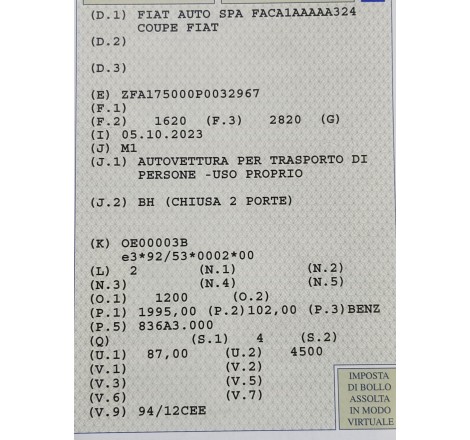 (D.1) FIAT AUTO SPA FACA1AAAAA324
COUPE FIAT
(D.2)
(D.3)
(E) ZFA175000P0032967
(F.1)
(F.2) 1620 (F.3) 2820 (G)
(I) 05.10.2023
(J) M1
(J.1) AUTOVETTURA PER TRASPORTO DI
PERSONE -USO PROPRIO
(J.2) BH (CHIUSA 2 PORTE)
(K) OE00003B
e3*92/53*0002*00
(L) 2 (N.1) (N.2)
(N.3) (N.4) (N.5)
(O.1) 1200 (O.2)
(P.1) 1995,00 (P.2)102,00 (P.3)BENZ
(P.5) 836A3.000
(Q) (S.1) 4 (S.2)
(U.1) 87,00 (U.2) 4500
(V.1) (V.2)
(V.3) (V.5)
(V.6) (V.7)
(V.9) 94/12CEE
IMPOSTA
DI BOLLO
ASSOLTA
IN MODO
VIRTUALE